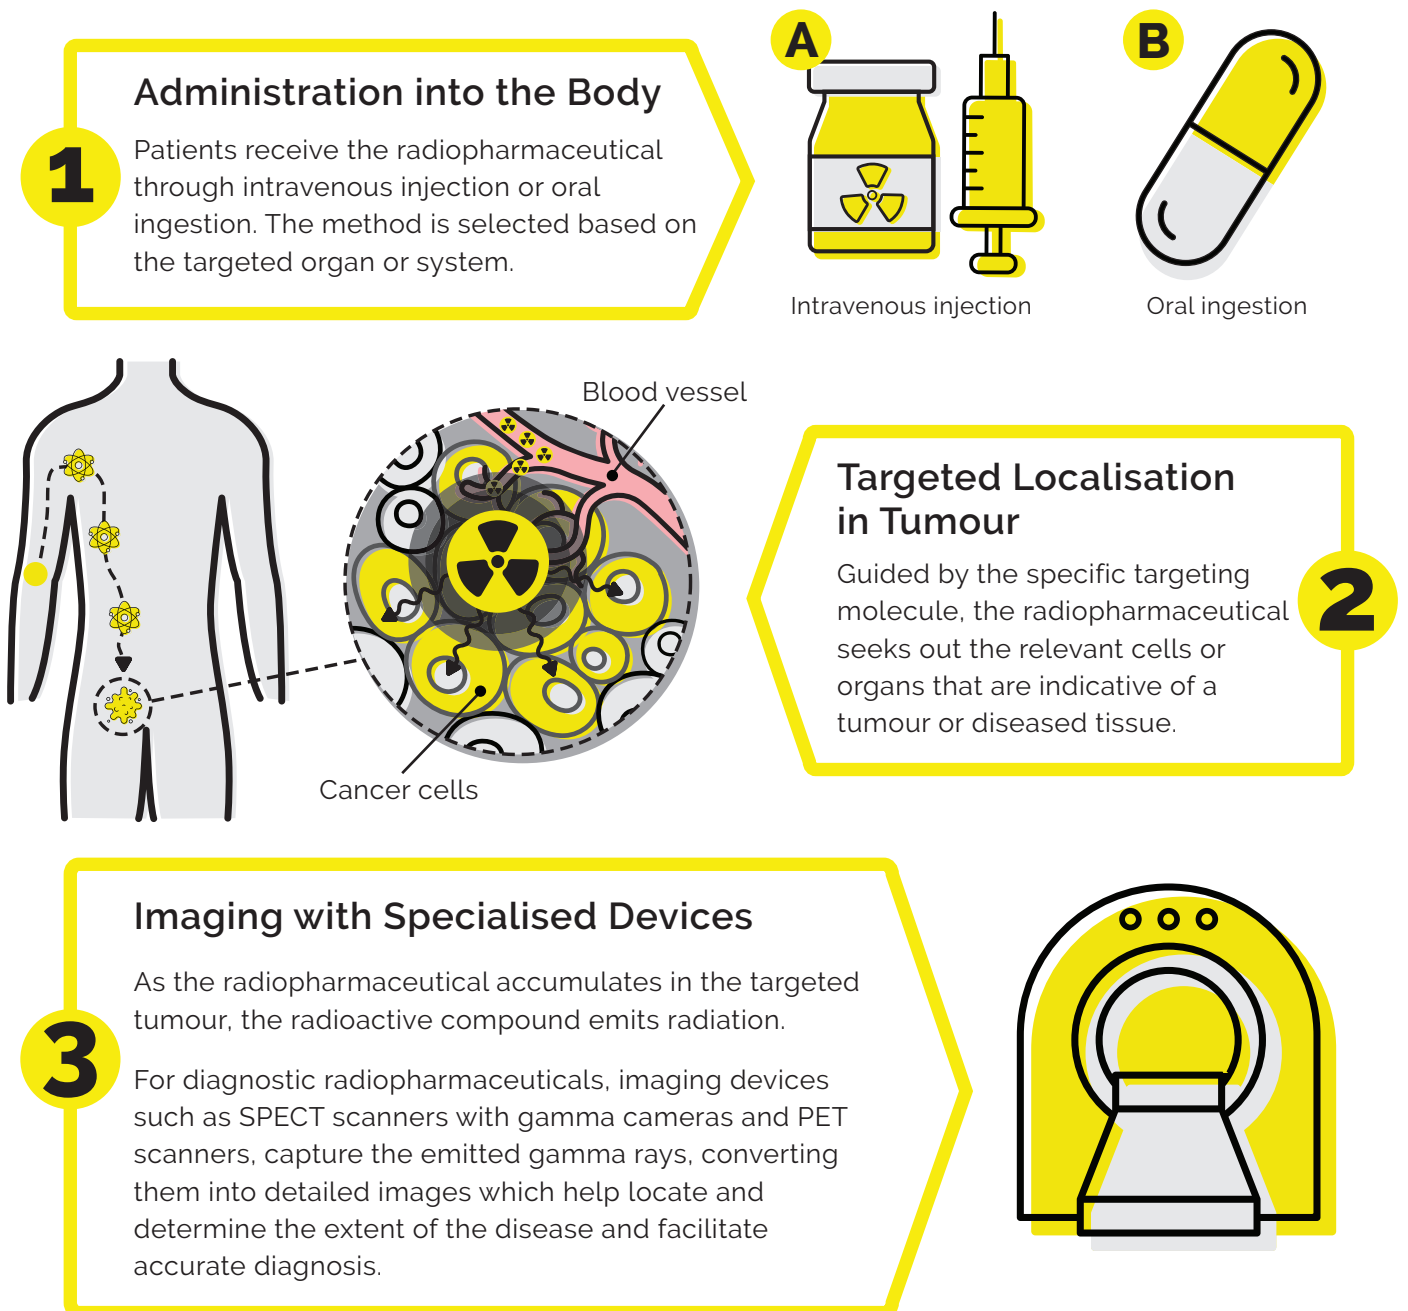 1
Administration into the Body
Patients receive the radiopharmaceutical
through intravenous injection or oral
ingestion. The method is selected based on
the targeted organ or system.
A
Intravenous injection
B
Oral ingestion
Blood vessel
Cancer cells
2
Targeted Localisation
in Tumour
Guided by the specific targeting
molecule, the radiopharmaceutical
seeks out the relevant cells or
organs that are indicative of a
tumour or diseased tissue.
3
Imaging with Specialised Devices
As the radiopharmaceutical accumulates in the targeted
tumour, the radioactive compound emits radiation.
For diagnostic radiopharmaceuticals, imaging devices
such as SPECT scanners with gamma cameras and PET
scanners, capture the emitted gamma rays, converting
them into detailed images which help locate and
determine the extent of the disease and facilitate
accurate diagnosis.